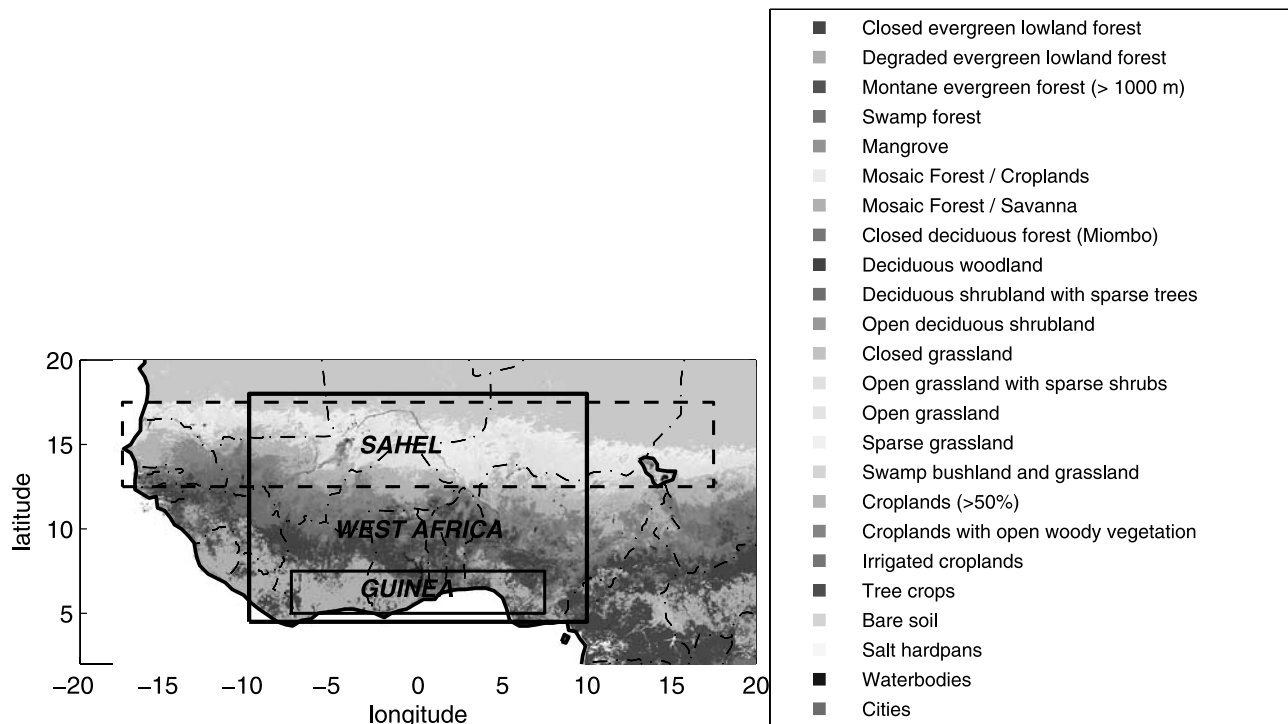 Closed evergreen lowland forest
Degraded evergreen lowland forest
Montane evergreen forest (> 1000 m)
Swamp forest
Mangrove
Mosaic Forest / Croplands
Mosaic Forest / Savanna
Closed deciduous forest (Miombo)
Deciduous woodland
Deciduous shrubland with sparse trees
Open deciduous shrubland
Closed grassland
Open grassland with sparse shrubs
Open grassland
Sparse grassland
Swamp bushland and grassland
Croplands (>50%)
Croplands with open woody vegetation
Irrigated croplands
Tree crops
Bare soil
Salt hardpans
Waterbodies
Cities
20
15
10
5
latitude
SAHEL
WEST AFRICA
GUINEA
−20 −15 −10 −5 0 5 10 15 20
longitude